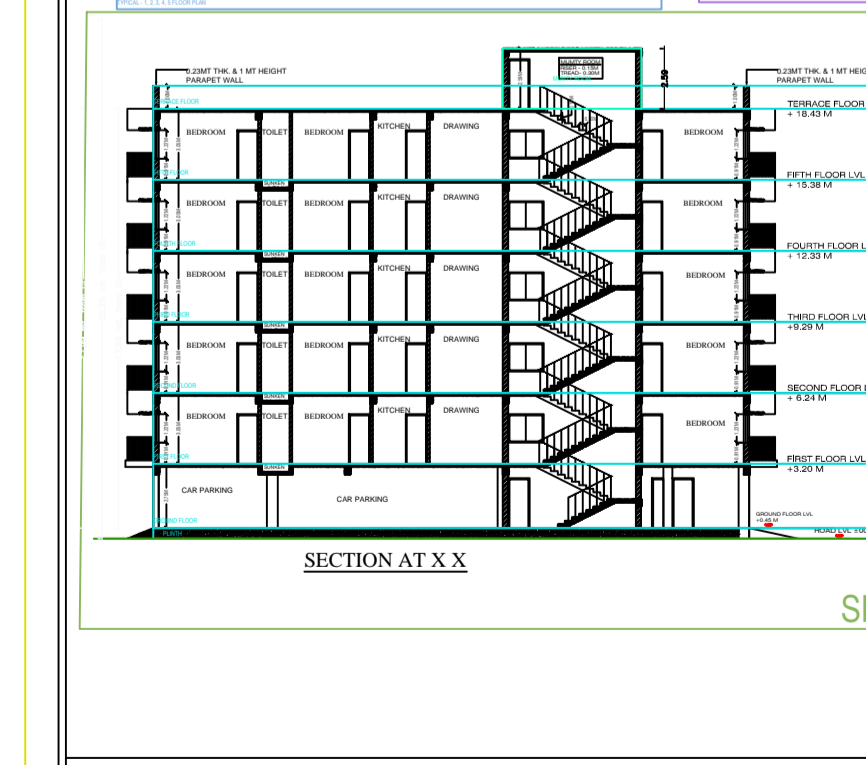 TYPICAL - 1, 2, 3, 4, 5 FLOOR PLAN
0.23MT THK. & 1 MT HEIGHT
PARAPET WALL
MUMTY ROOM
RISER - 0.15M
TREAD- 0.30M
2.59
0.23MT THK. & 1 MT HEIG
PARAPET WALL
TERRACE FLOOR
TERRACE FLOOR
+ 18.43 M
BEDROOM
TOILET
BEDROOM
KITCHEN
DRAWING
BEDROOM
SUNKEN
FIFTH FLOOR LVL
+ 15.38 M
BEDROOM
TOILET
BEDROOM
KITCHEN
DRAWING
BEDROOM
SUNKEN
FOURTH FLOOR L
+ 12.33 M
BEDROOM
TOILET
BEDROOM
KITCHEN
DRAWING
BEDROOM
SUNKEN
THIRD FLOOR LVL
+9.29 M
BEDROOM
TOILET
BEDROOM
KITCHEN
DRAWING
BEDROOM
SUNKEN
SECOND FLOOR L
+ 6.24 M
BEDROOM
TOILET
BEDROOM
KITCHEN
DRAWING
BEDROOM
SUNKEN
FIRST FLOOR LVL
+3.20 M
CAR PARKING
CAR PARKING
GROUND FLOOR LVL
+0.45 M
PLINTH
SECTION AT X X